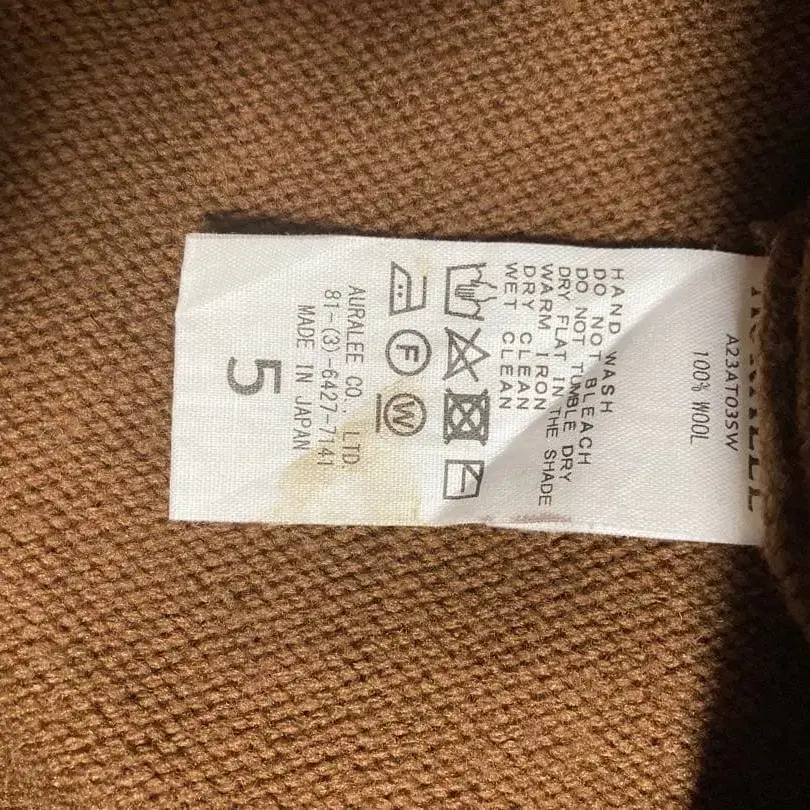 AURALEE
A23AT03SW
100% WOOL
HAND WASH
DO NOT BLEACH
DO NOT TUMBLE DRY
DRY FLAT IN THE SHADE
WARM IRON
DRY CLEAN
WET CLEAN
F
W
AURALEE CO., LTD.
81-(3)-6427-7141
MADE IN JAPAN
5